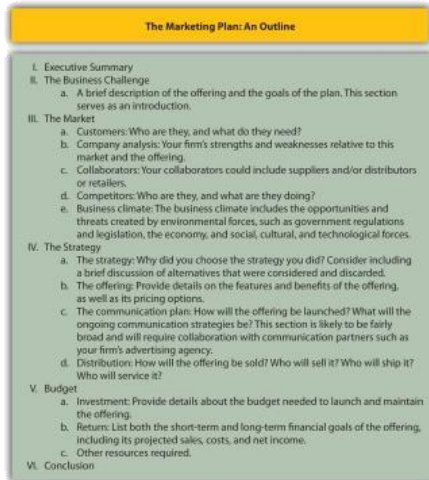 The Marketing Plan: An Outline
I. Executive Summary
II. The Business Challenge
a. A brief description of the offering and the goals of the plan. This section
serves as an introduction.
III. The Market
a. Customers: Who are they, and what do they need?
b. Company analysis: Your firm's strengths and weaknesses relative to this
market and the offering.
c. Collaborators: Your collaborators could include suppliers and/or distributors
or retailers.
d. Competitors: Who are they, and what are they doing?
e. Business climate: The business climate includes the opportunities and
threats created by environmental forces, such as government regulations
and legislation, the economy, and social, cultural, and technological forces.
IV. The Strategy
a. The strategy: Why did you choose the strategy you did? Consider including
a brief discussion of alternatives that were considered and discarded.
b. The offering: Provide details on the features and benefits of the offering,
as well as its pricing options.
c. The communication plan: How will the offering be launched? What will the
ongoing communication strategies be? This section is likely to be fairly
broad and will require collaboration with communication partners such as
your firm's advertising agency.
d. Distribution: How will the offering be sold? Who will sell it? Who will ship it?
Who will service it?
V. Budget
a. Investment: Provide details about the budget needed to launch and maintain
the offering.
b. Return: List both the short-term and long-term financial goals of the offering,
including its projected sales, costs, and net income.
c. Other resources required.
VI. Conclusion